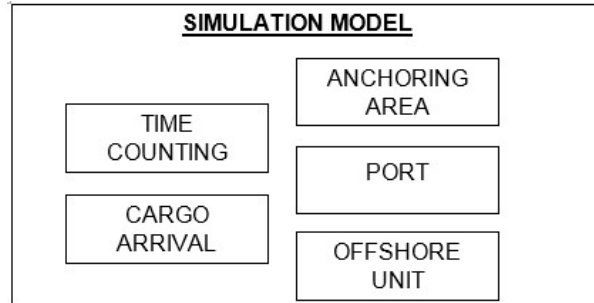 SIMULATION MODEL
TIME
COUNTING
CARGO
ARRIVAL
ANCHORING
AREA
PORT
OFFSHORE
UNIT